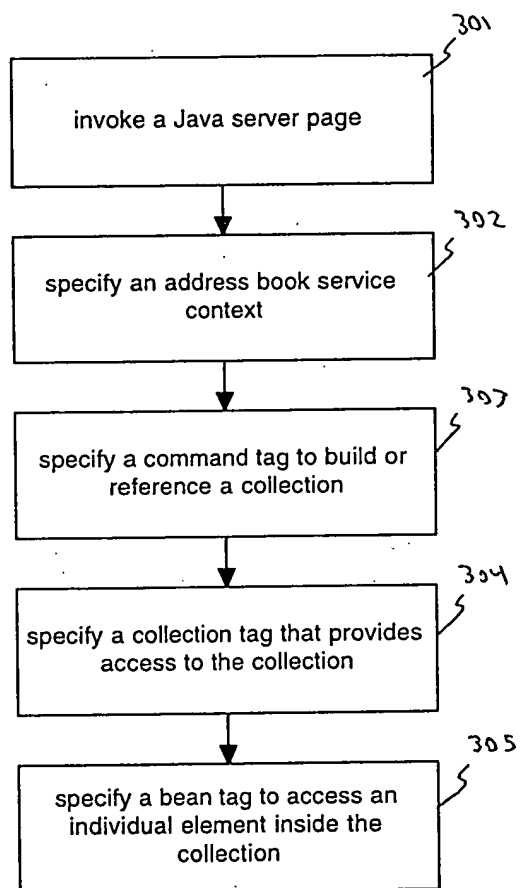 301
invoke a Java server page
302
specify an address book service
context
303
specify a command tag to build or
reference a collection
304
specify a collection tag that provides
access to the collection
305
specify a bean tag to access an
individual element inside the
collection